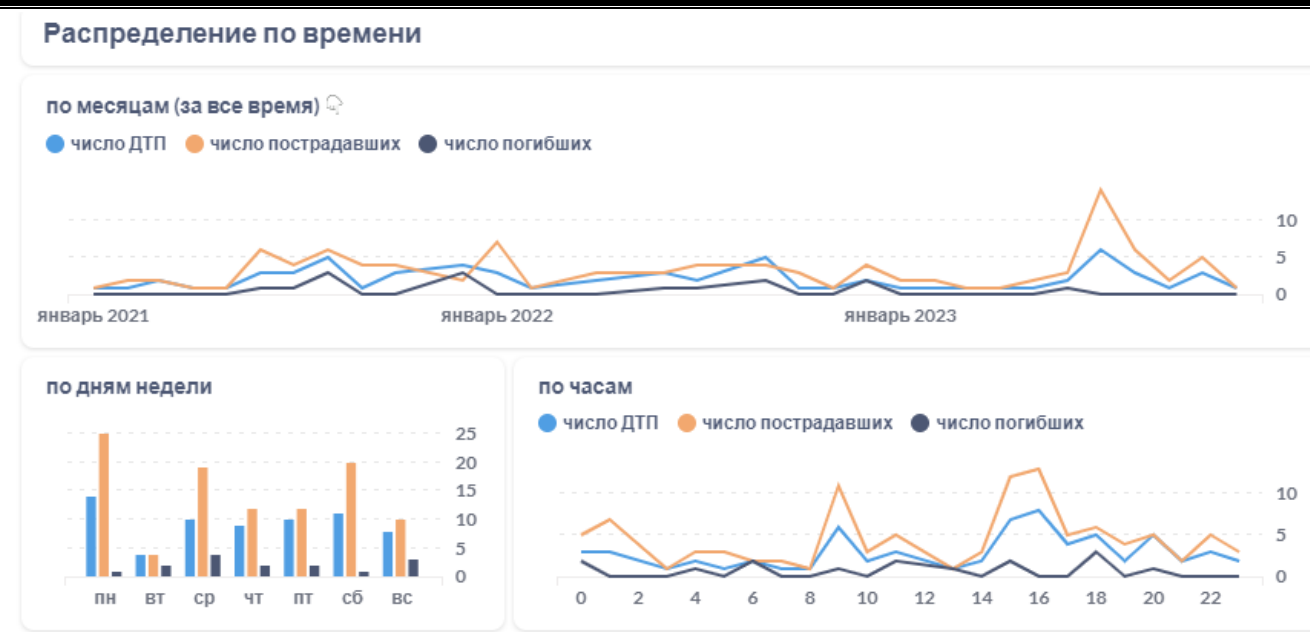 Распределение по времени
по месяцам (за все время)
число ДТП число пострадавших число погибших
10
5
0
январь 2021 январь 2022 январь 2023
по дням недели
25
20
15
10
5
0
пн вт ср чт пт сб вс
по часам
число ДТП число пострадавших число погибших
10
5
0
0 2 4 6 8 10 12 14 16 18 20 22